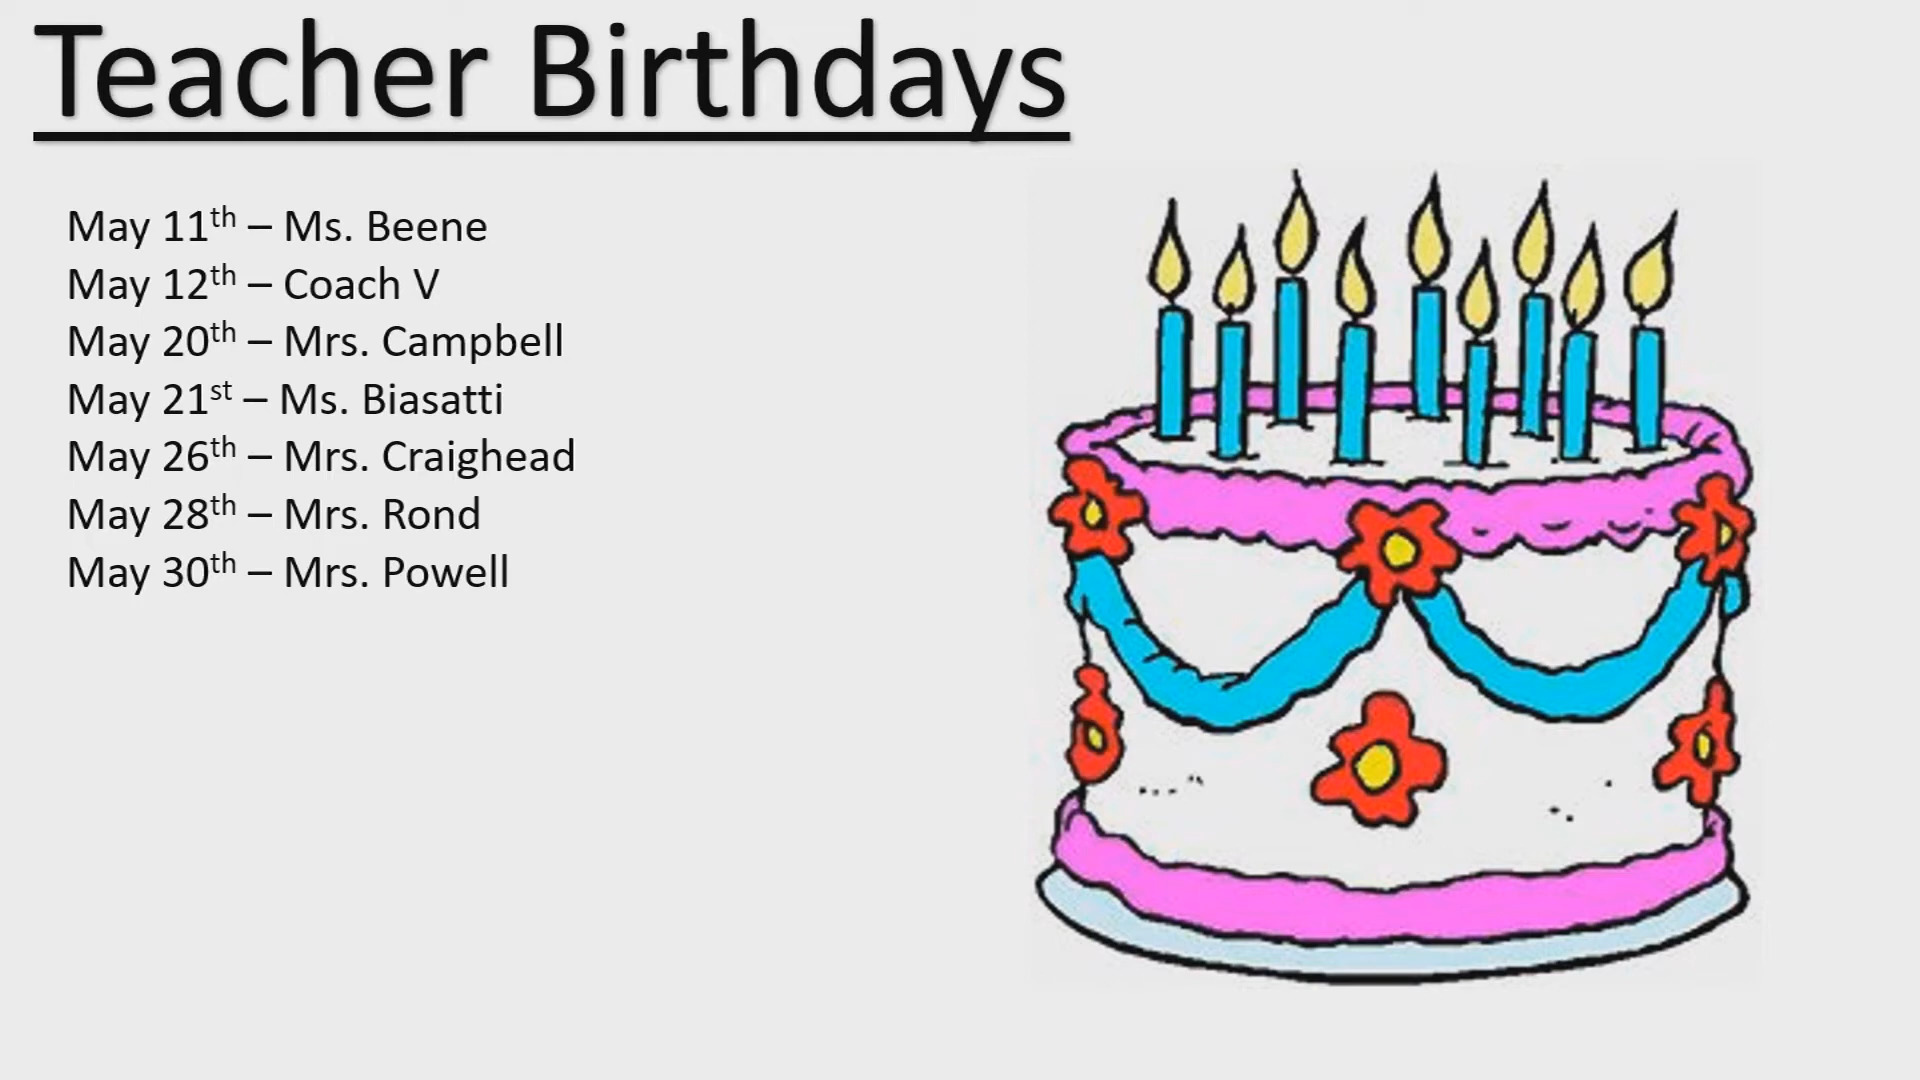 Teacher Birthdays
May 11th – Ms. Beene
May 12th – Coach V
May 20th – Mrs. Campbell
May 21st – Ms. Biasatti
May 26th – Mrs. Craighead
May 28th – Mrs. Rond
May 30th – Mrs. Powell